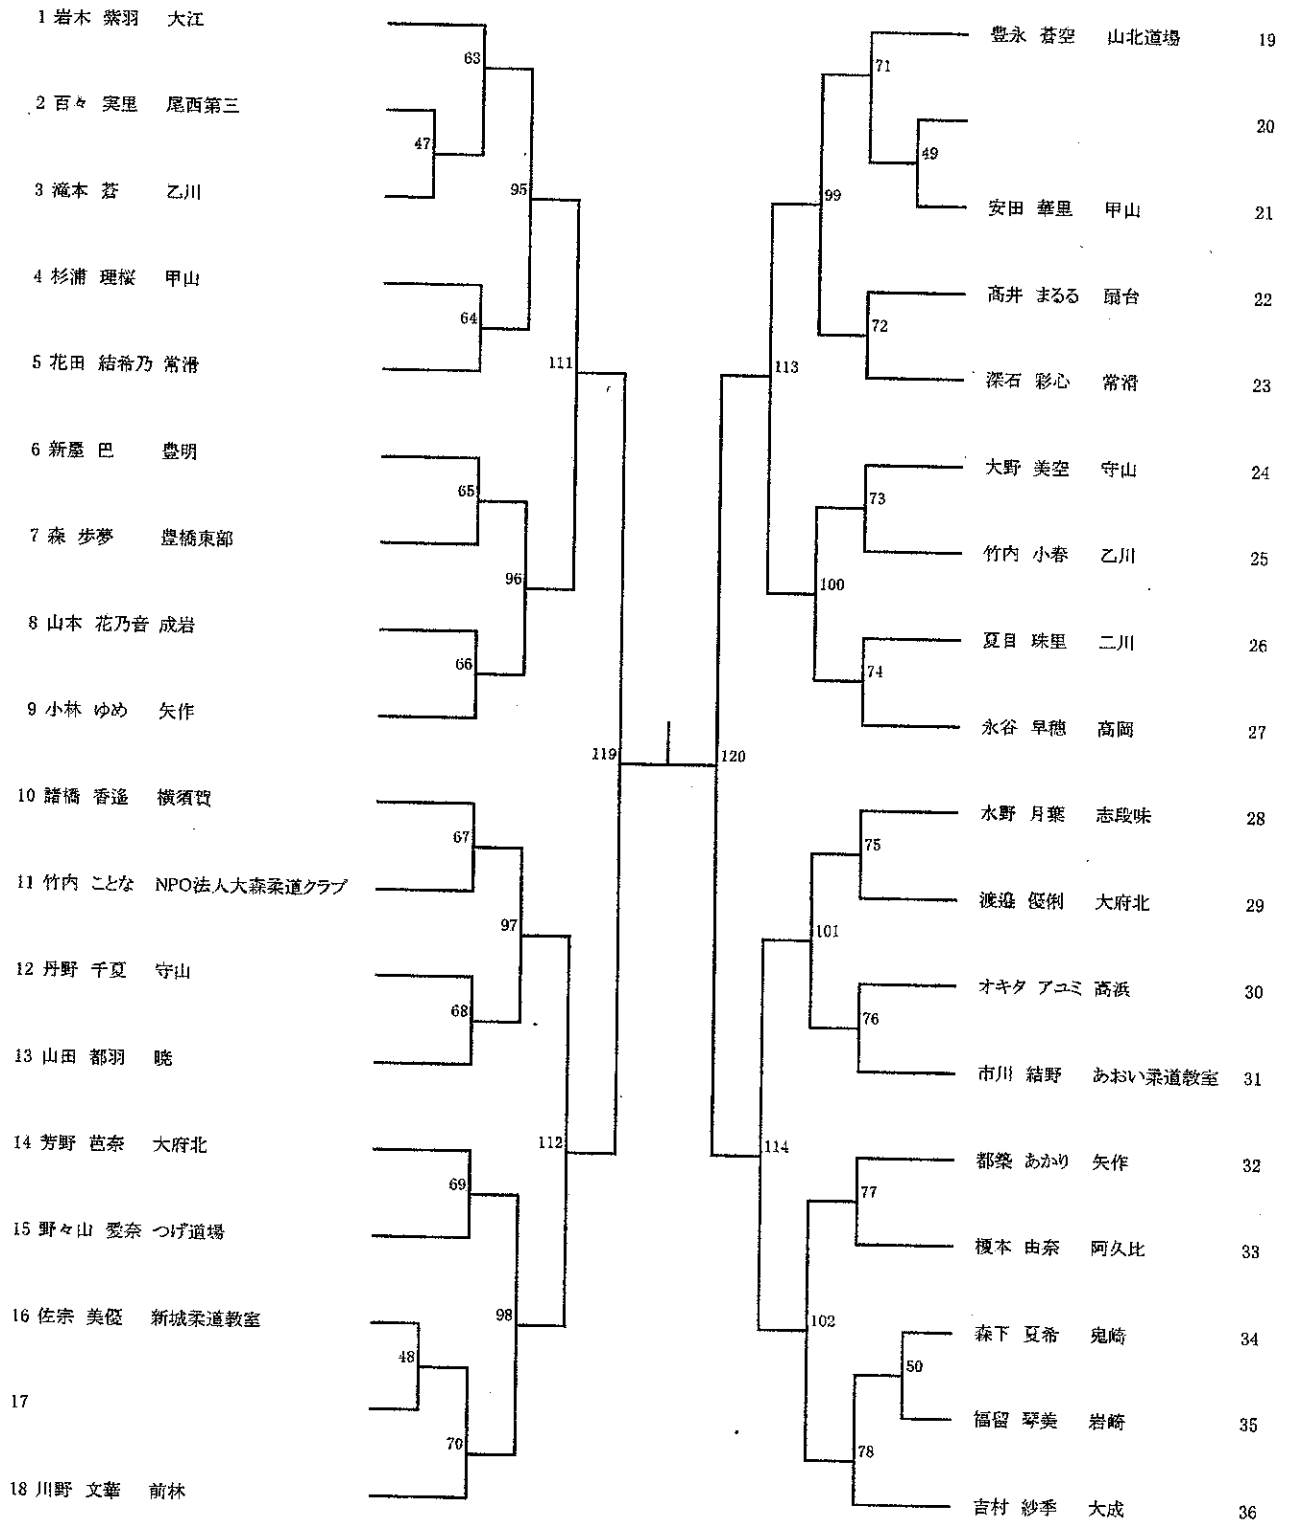 1 岩木 紫羽 大江
63
2 百々 実里 尾西第三
47
3 滝本 蒼 乙川
95
4 杉浦 理桜 甲山
64
5 花田 結希乃 常滑
111
6 新屋 巴 豊明
65
7 森 歩夢 豊橋東部
96
8 山本 花乃音 成岩
66
9 小林 ゆめ 矢作
119
10 諸橋 香遙 横須賀
67
11 竹内 ことな NPO法人大森柔道クラブ
97
12 丹野 千夏 守山
68
13 山田 都羽 暁
14 芳野 芭奈 大府北
112
69
15 野々山 愛奈 つげ道場
16 佐宗 美優 新城柔道教室
98
48
17
70
18 川野 文華 前林
豊永 蒼空 山北道場 19
71
20
49
99
安田 華里 甲山 21
高井 まるる 扇台 22
72
113
深石 彩心 常滑 23
大野 美空 守山 24
73
竹内 小春 乙川 25
100
夏目 珠里 二川 26
74
永谷 早穂 高岡 27
120
水野 月葉 志段味 28
75
渡邉 優俐 大府北 29
101
オキタ アユミ 高浜 30
76
市川 結野 あおい柔道教室 31
114
都築 あかり 矢作 32
77
榎本 由奈 阿久比 33
102
森下 夏希 鬼崎 34
50
福留 琴美 岩崎 35
78
吉村 紗季 大成 36